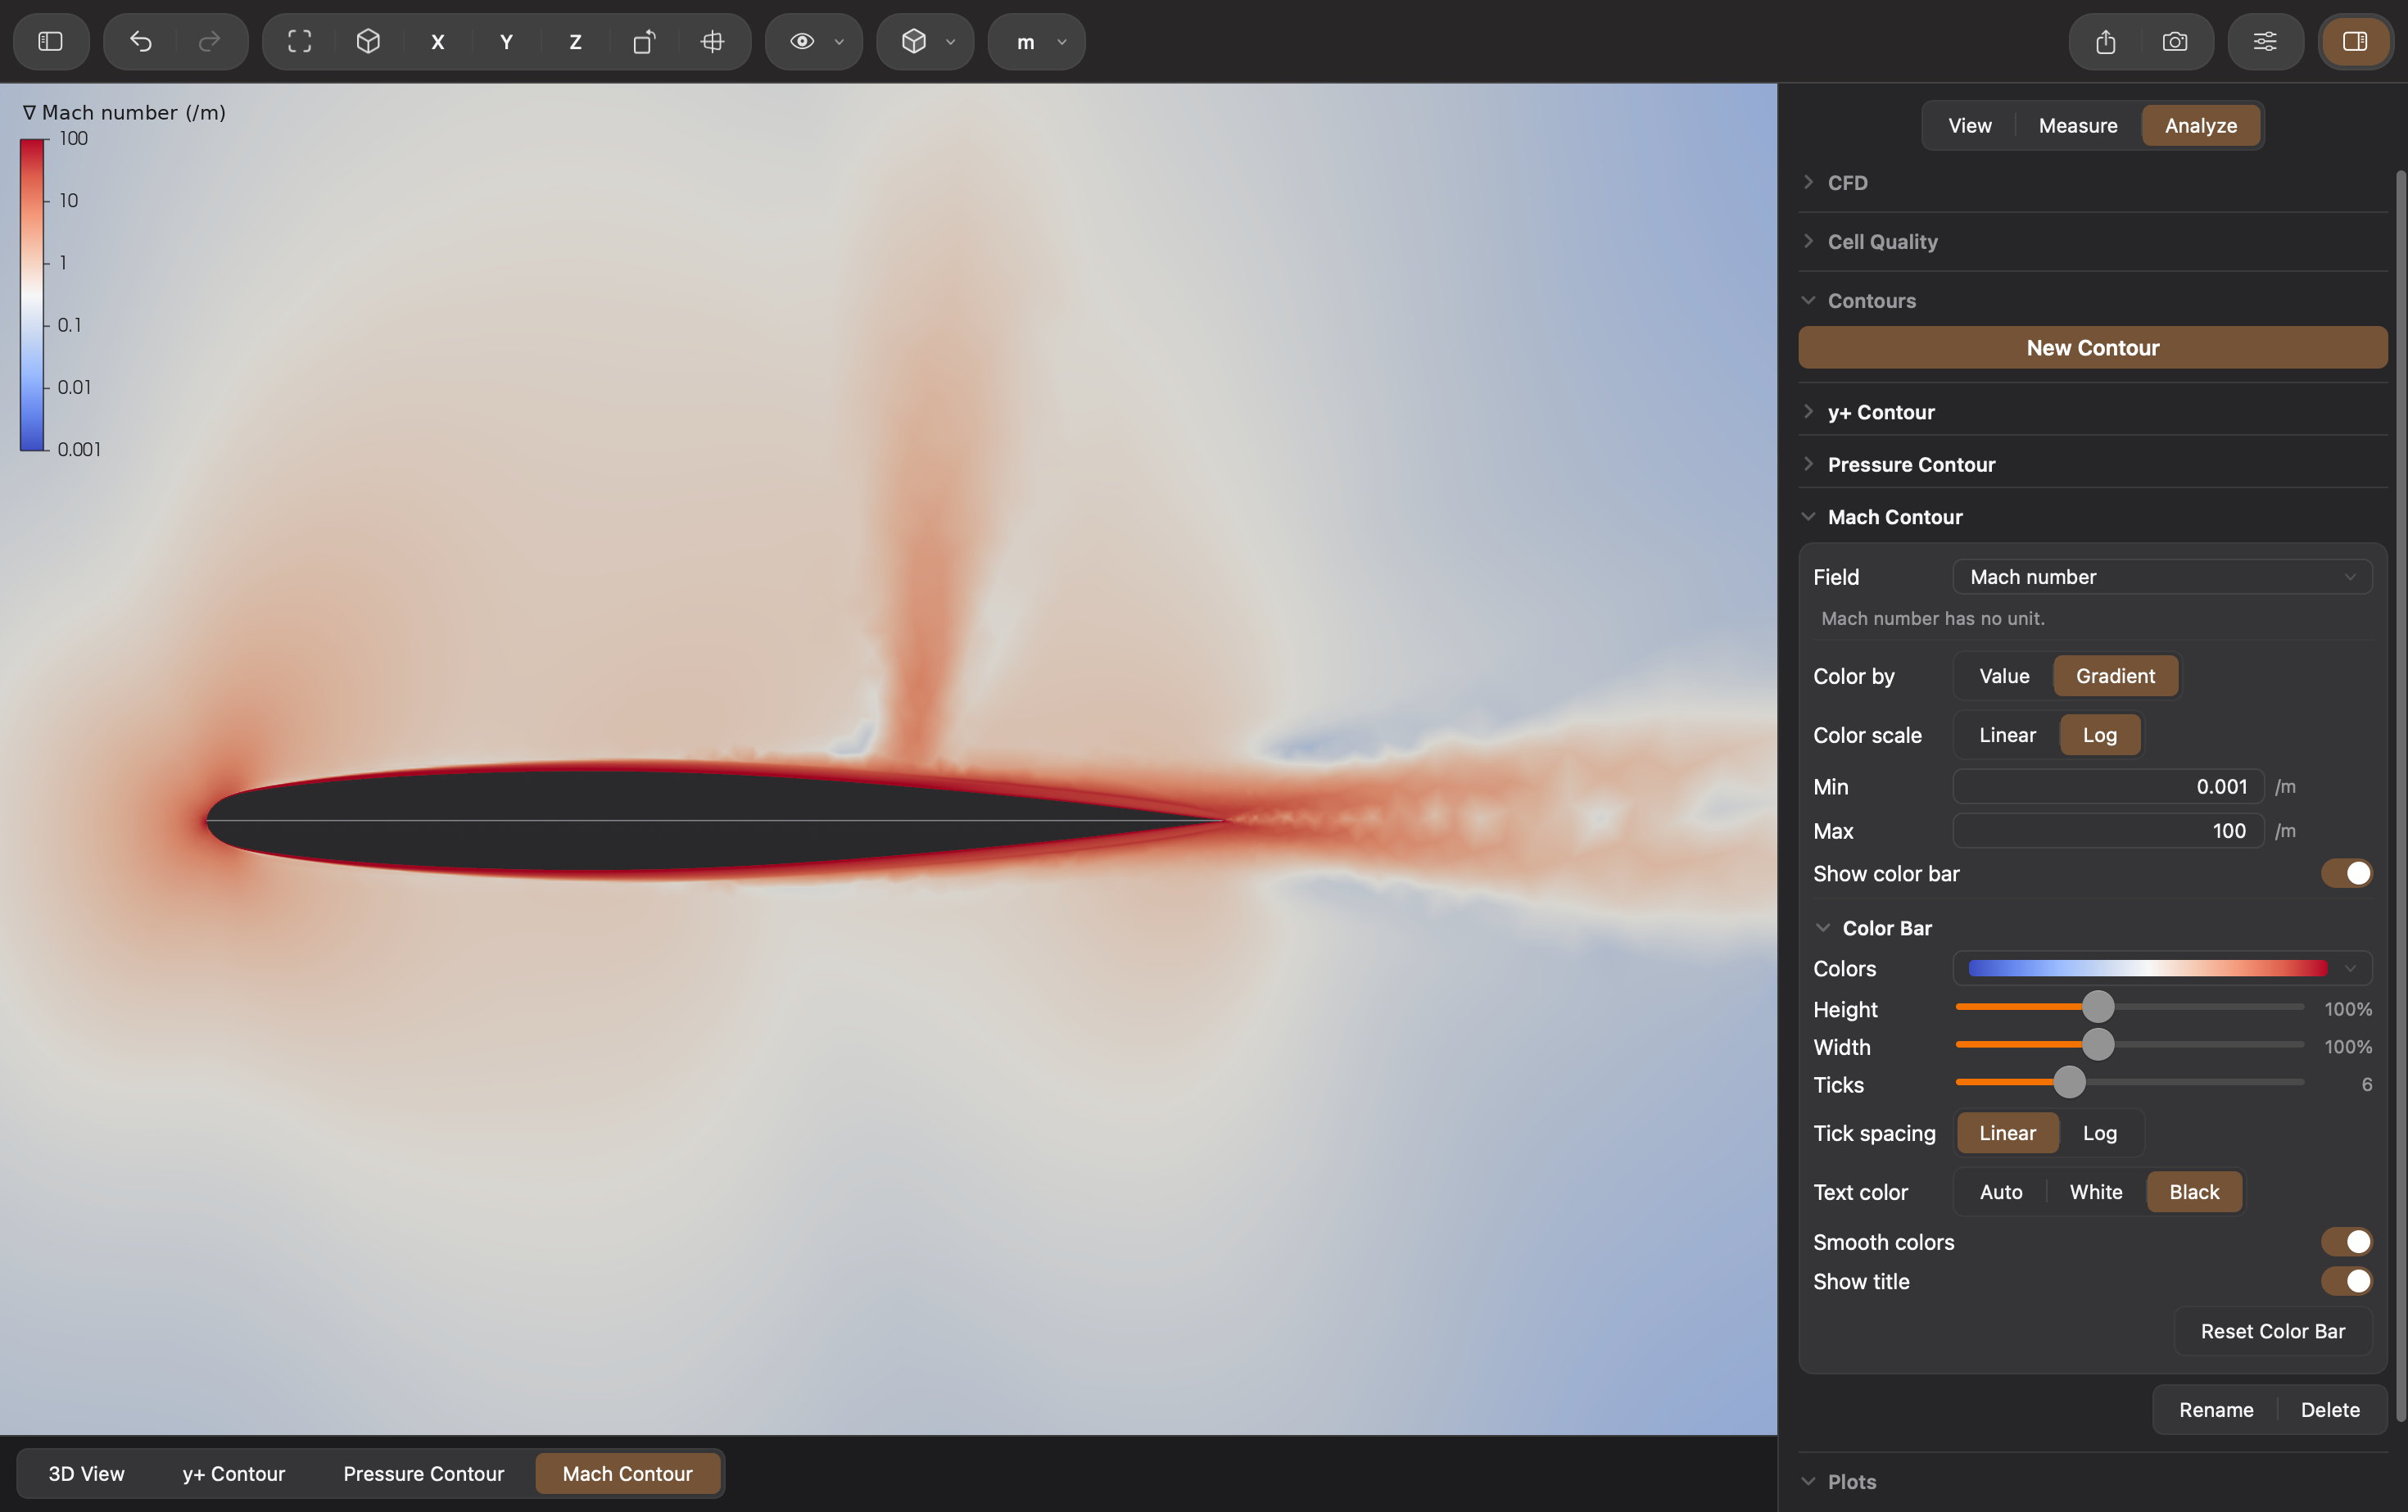 X Y Z m
∇ Mach number (/m)
100
10
1
0.1
0.01
0.001
View Measure Analyze
CFD
Cell Quality
Contours
New Contour
y+ Contour
Pressure Contour
Mach Contour
Field Mach number
Mach number has no unit.
Color by Value Gradient
Color scale Linear Log
Min 0.001 /m
Max 100 /m
Show color bar
Color Bar
Colors
Height 100%
Width 100%
Ticks 6
Tick spacing Linear Log
Text color Auto White Black
Smooth colors
Show title
Reset Color Bar
Rename Delete
Plots
3D View y+ Contour Pressure Contour Mach Contour